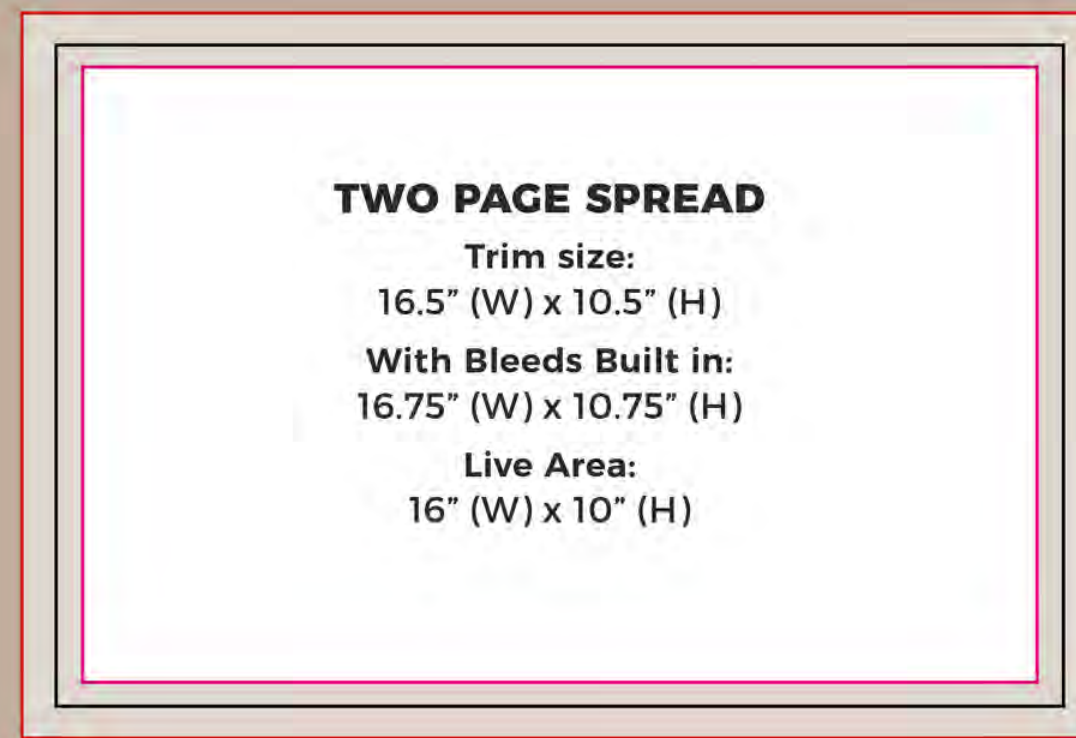 TWO PAGE SPREAD
Trim size:
16.5” (W) x 10.5” (H)
With Bleeds Built in:
16.75” (W) x 10.75” (H)
Live Area:
16” (W) x 10” (H)